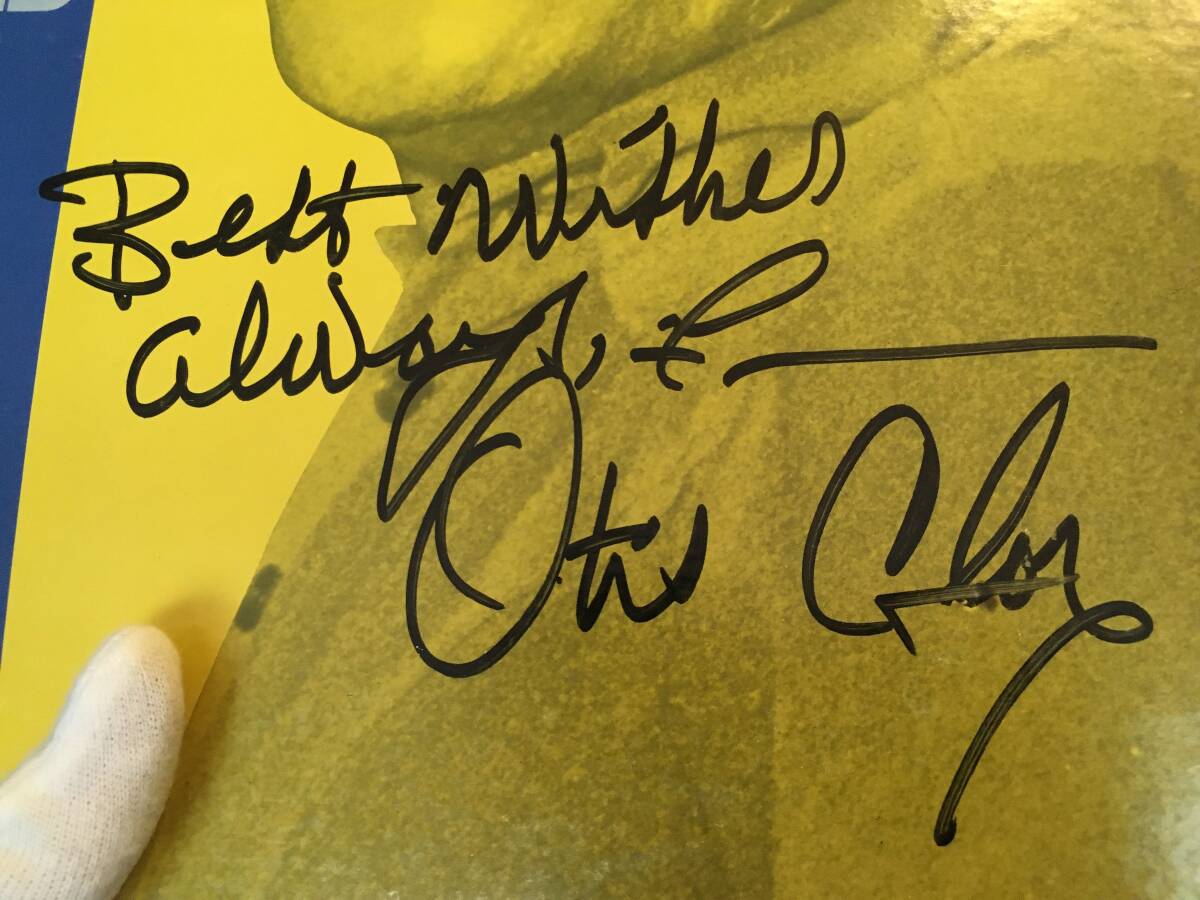 Best Wishes
always,
Otis Clay